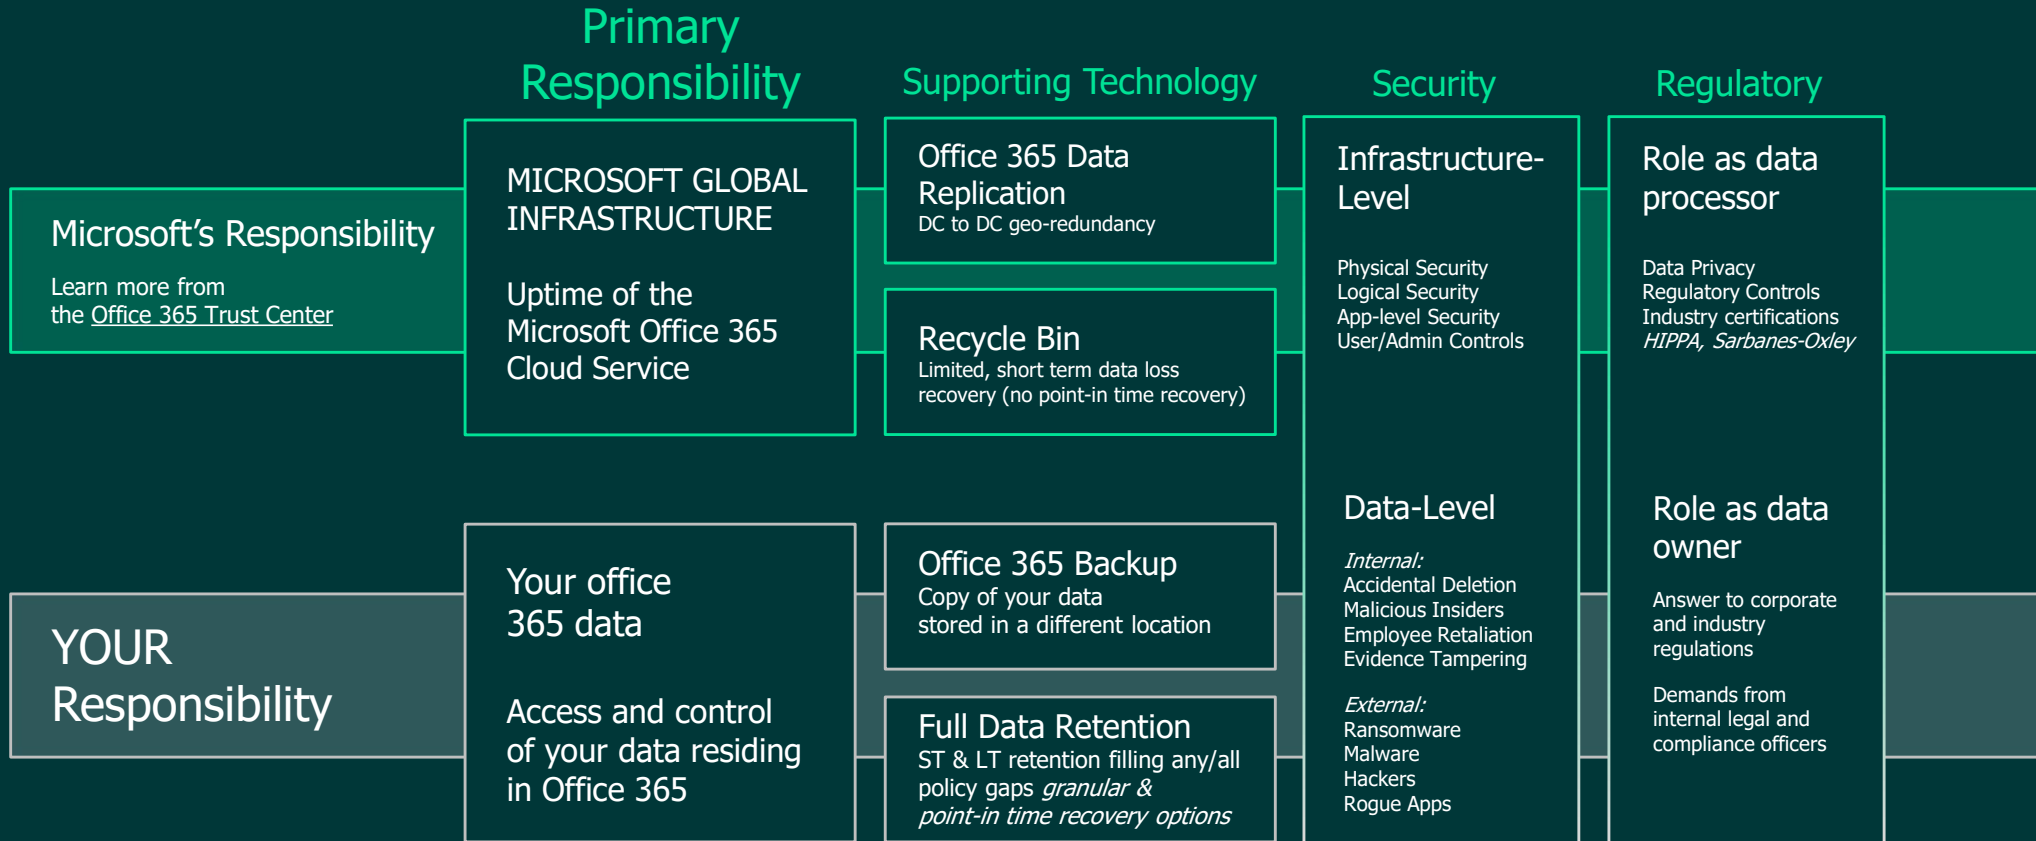 Primary
Responsibility
Supporting Technology
Security
Regulatory
Microsoft’s Responsibility
Learn more from
the Office 365 Trust Center
MICROSOFT GLOBAL
INFRASTRUCTURE
Uptime of the
Microsoft Office 365
Cloud Service
Office 365 Data
Replication
DC to DC geo-redundancy
Recycle Bin
Limited, short term data loss
recovery (no point-in time recovery)
Infrastructure-
Level
Physical Security
Logical Security
App-level Security
User/Admin Controls
Role as data
processor
Data Privacy
Regulatory Controls
Industry certifications
HIPPA, Sarbanes-Oxley
YOUR
Responsibility
Your office
365 data
Access and control
of your data residing
in Office 365
Office 365 Backup
Copy of your data
stored in a different location
Full Data Retention
ST & LT retention filling any/all
policy gaps granular &
point-in time recovery options
Data-Level
Internal:
Accidental Deletion
Malicious Insiders
Employee Retaliation
Evidence Tampering
External:
Ransomware
Malware
Hackers
Rogue Apps
Role as data
owner
Answer to corporate
and industry
regulations
Demands from
internal legal and
compliance officers